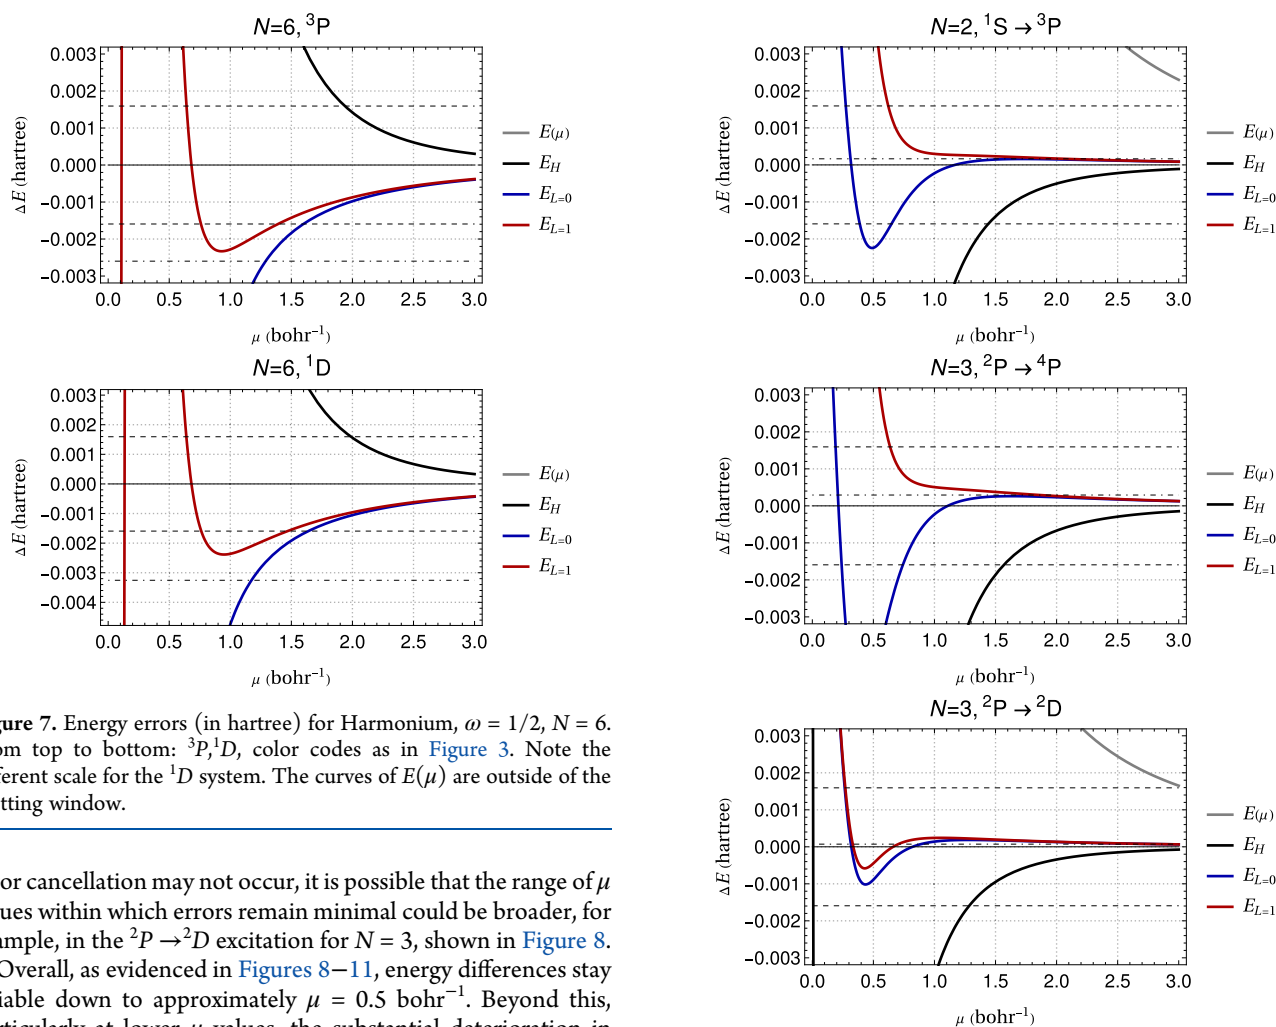 N=6, ³P
0.003
0.002
0.001
0.000
−0.001
−0.002
−0.003
ΔE (hartree)
0.0 0.5 1.0 1.5 2.0 2.5 3.0
μ (bohr⁻¹)
E(μ)
E_H
E_{L=0}
E_{L=1}
N=6, ¹D
0.003
0.002
0.001
0.000
−0.001
−0.002
−0.003
−0.004
ΔE (hartree)
0.0 0.5 1.0 1.5 2.0 2.5 3.0
μ (bohr⁻¹)
E(μ)
E_H
E_{L=0}
E_{L=1}
gure 7. Energy errors (in hartree) for Harmonium, ω = 1/2, N = 6.
om top to bottom: ³P,¹D, color codes as in Figure 3. Note the
fferent scale for the ¹D system. The curves of E(μ) are outside of the
tting window.
or cancellation may not occur, it is possible that the range of μ
ues within which errors remain minimal could be broader, for
ample, in the ²P →²D excitation for N = 3, shown in Figure 8.
Overall, as evidenced in Figures 8−11, energy differences stay
iable down to approximately μ = 0.5 bohr⁻¹. Beyond this,
rticularly at lower μ values, the substantial deterioration in
N=2, ¹S → ³P
0.003
0.002
0.001
0.000
−0.001
−0.002
−0.003
ΔE (hartree)
0.0 0.5 1.0 1.5 2.0 2.5 3.0
μ (bohr⁻¹)
E(μ)
E_H
E_{L=0}
E_{L=1}
N=3, ²P → ⁴P
0.003
0.002
0.001
0.000
−0.001
−0.002
−0.003
ΔE (hartree)
0.0 0.5 1.0 1.5 2.0 2.5 3.0
μ (bohr⁻¹)
E(μ)
E_H
E_{L=0}
E_{L=1}
N=3, ²P → ²D
0.003
0.002
0.001
0.000
−0.001
−0.002
−0.003
ΔE (hartree)
0.0 0.5 1.0 1.5 2.0 2.5 3.0
μ (bohr⁻¹)
E(μ)
E_H
E_{L=0}
E_{L=1}